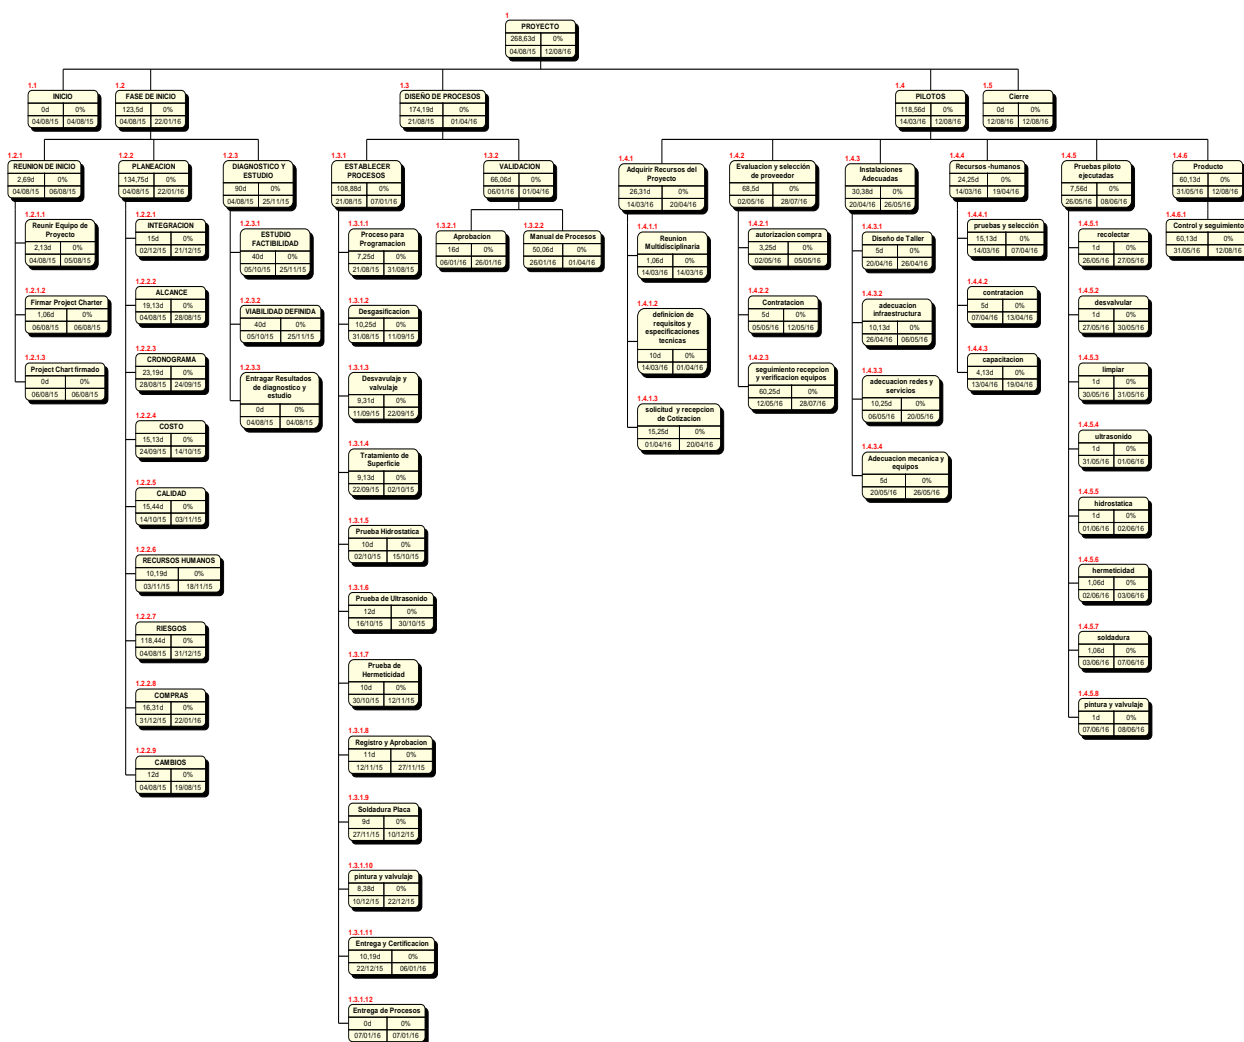 1
PROYECTO
268,63d 0%
04/08/15 12/08/16
1.1
INICIO
0d 0%
04/08/15 04/08/15
1.2
FASE DE INICIO
123,5d 0%
04/08/15 22/01/16
1.3
DISEÑO DE PROCESOS
174,19d 0%
21/08/15 01/04/16
1.4
PILOTOS
118,56d 0%
14/03/16 12/08/16
1.5
Cierre
0d 0%
12/08/16 12/08/16
1.2.1
REUNION DE INICIO
2,69d 0%
04/08/15 06/08/15
1.2.1.1
Reunir Equipo de
Proyecto
2,13d 0%
04/08/15 05/08/15
1.2.1.2
Firmar Project Charter
1,06d 0%
06/08/15 06/08/15
1.2.1.3
Project Chart firmado
0d 0%
06/08/15 06/08/15
1.2.2
PLANEACION
134,75d 0%
04/08/15 22/01/16
1.2.2.1
INTEGRACION
15d 0%
02/12/15 21/12/15
1.2.2.2
ALCANCE
19,13d 0%
04/08/15 28/08/15
1.2.2.3
CRONOGRAMA
23,19d 0%
28/08/15 24/09/15
1.2.2.4
COSTO
15,13d 0%
24/09/15 14/10/15
1.2.2.5
CALIDAD
15,44d 0%
14/10/15 03/11/15
1.2.2.6
RECURSOS HUMANOS
10,19d 0%
03/11/15 18/11/15
1.2.2.7
RIESGOS
118,44d 0%
04/08/15 31/12/15
1.2.2.8
COMPRAS
16,31d 0%
31/12/15 22/01/16
1.2.2.9
CAMBIOS
12d 0%
04/08/15 19/08/15
1.2.3
DIAGNOSTICO Y
ESTUDIO
90d 0%
04/08/15 25/11/15
1.2.3.1
ESTUDIO
FACTIBILIDAD
40d 0%
05/10/15 25/11/15
1.2.3.2
VIABILIDAD DEFINIDA
40d 0%
05/10/15 25/11/15
1.2.3.3
Entragar Resultados
de diagnostico y
estudio
0d 0%
04/08/15 04/08/15
1.3.1
ESTABLECER
PROCESOS
108,88d 0%
21/08/15 07/01/16
1.3.1.1
Proceso para
Programacion
7,25d 0%
21/08/15 31/08/15
1.3.1.2
Desgasificacion
10,25d 0%
31/08/15 11/09/15
1.3.1.3
Desvavulaje y
valvulaje
9,31d 0%
11/09/15 22/09/15
1.3.1.4
Tratamiento de
Superficie
9,13d 0%
22/09/15 02/10/15
1.3.1.5
Prueba Hidrostatica
10d 0%
02/10/15 15/10/15
1.3.1.6
Prueba de Ultrasonido
12d 0%
16/10/15 30/10/15
1.3.1.7
Prueba de
Hermeticidad
10d 0%
30/10/15 12/11/15
1.3.1.8
Registro y Aprobacion
11d 0%
12/11/15 27/11/15
1.3.1.9
Soldadura Placa
9d 0%
27/11/15 10/12/15
1.3.1.10
pintura y valvulaje
8,38d 0%
10/12/15 22/12/15
1.3.1.11
Entrega y Certificacion
10,19d 0%
22/12/15 06/01/16
1.3.1.12
Entrega de Procesos
0d 0%
07/01/16 07/01/16
1.3.2
VALIDACION
66,06d 0%
06/01/16 01/04/16
1.3.2.1
Aprobacion
16d 0%
06/01/16 26/01/16
1.3.2.2
Manual de Procesos
50,06d 0%
26/01/16 01/04/16
1.4.1
Adquirir Recursos del
Proyecto
26,31d 0%
14/03/16 20/04/16
1.4.1.1
Reunion
Multidisciplinaria
1,06d 0%
14/03/16 14/03/16
1.4.1.2
definicion de
requisitos y
especificaciones
tecnicas
10d 0%
14/03/16 01/04/16
1.4.1.3
solicitud y recepcion
de Cotizacion
15,25d 0%
01/04/16 20/04/16
1.4.2
Evaluacion y selección
de proveedor
68,5d 0%
02/05/16 28/07/16
1.4.2.1
autorizacion compra
3,25d 0%
02/05/16 05/05/16
1.4.2.2
Contratacion
5d 0%
05/05/16 12/05/16
1.4.2.3
seguimiento recepcion
y verificacion equipos
60,25d 0%
12/05/16 28/07/16
1.4.3
Instalaciones
Adecuadas
30,38d 0%
20/04/16 26/05/16
1.4.3.1
Diseño de Taller
5d 0%
20/04/16 26/04/16
1.4.3.2
adecuacion
infraestructura
10,13d 0%
26/04/16 06/05/16
1.4.3.3
adecuacion redes y
servicios
10,25d 0%
06/05/16 20/05/16
1.4.3.4
Adecuacion mecanica y
equipos
5d 0%
20/05/16 26/05/16
1.4.4
Recursos -humanos
24,25d 0%
14/03/16 19/04/16
1.4.4.1
pruebas y selección
15,13d 0%
14/03/16 07/04/16
1.4.4.2
contratacion
5d 0%
07/04/16 13/04/16
1.4.4.3
capacitacion
4,13d 0%
13/04/16 19/04/16
1.4.5
Pruebas piloto
ejecutadas
7,56d 0%
26/05/16 08/06/16
1.4.5.1
recolectar
1d 0%
26/05/16 27/05/16
1.4.5.2
desvalvular
1d 0%
27/05/16 30/05/16
1.4.5.3
limpiar
1d 0%
30/05/16 31/05/16
1.4.5.4
ultrasonido
1d 0%
31/05/16 01/06/16
1.4.5.5
hidrostatica
1d 0%
01/06/16 02/06/16
1.4.5.6
hermeticidad
1,06d 0%
02/06/16 03/06/16
1.4.5.7
soldadura
1,06d 0%
03/06/16 07/06/16
1.4.5.8
pintura y valvulaje
1d 0%
07/06/16 08/06/16
1.4.6
Producto
60,13d 0%
31/05/16 12/08/16
1.4.6.1
Control y seguimiento
60,13d 0%
31/05/16 12/08/16